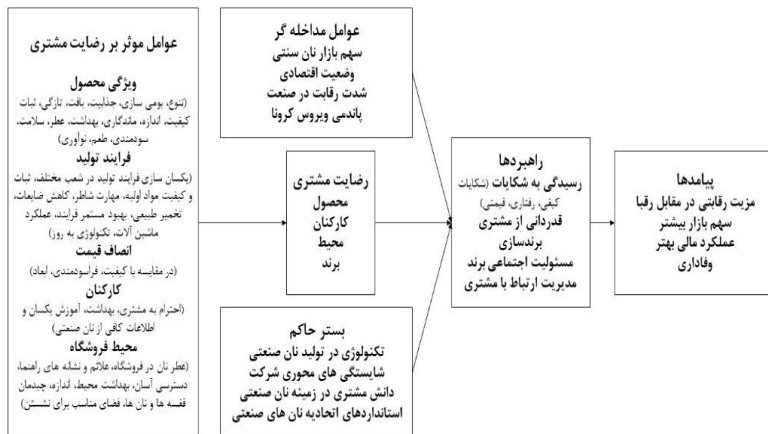 عوامل موثر بر رضایت مشتری
ویژگی محصول
(تنوع، بومی سازی، جذابیت، بافت، تازگی، ثبات
کیفیت، اندازه، ماندگاری، بهداشت، عطر، سلامت،
سودمندی، طعم، نوآوری)
فرایند تولید
(یکسان سازی فرایند تولید در شعب مختلف، ثبات
و کیفیت مواد اولیه، مهارت شاطر، کاهش ضایعات،
تخمیر طبیعی، بهبود مستمر فرایند، عملکرد
ماشین آلات، تکنولوژی به روز)
انصاف قیمت
(در مقایسه با کیفیت، فراسودمندی، ابعاد)
کارکنان
(احترام به مشتری، بهداشت، آموزش یکسان و
اطلاعات کافی از نان صنعتی)
محیط فروشگاه
(عطر نان در فروشگاه، علائم و نشانه های راهنما،
دسترسی آسان، بهداشت محیط، اندازه، چیدمان
قفسه ها و نان ها، فضای مناسب برای نشستن)
عوامل مداخله گر
سهم بازار نان سنتی
وضعیت اقتصادی
شدت رقابت در صنعت
پاندمی ویروس کرونا
رضایت مشتری
محصول
کارکنان
محیط
برند
بستر حاکم
تکنولوژی در تولید نان صنعتی
شایستگی های محوری شرکت
دانش مشتری در زمینه نان صنعتی
استانداردهای اتحادیه نان های صنعتی
راهبردها
رسیدگی به شکایات (شکایات
کیفی، رفتاری، قیمتی)
قدردانی از مشتری
برندسازی
مسئولیت اجتماعی برند
مدیریت ارتباط با مشتری
پیامدها
مزیت رقابتی در مقابل رقبا
سهم بازار بیشتر
عملکرد مالی بهتر
وفاداری